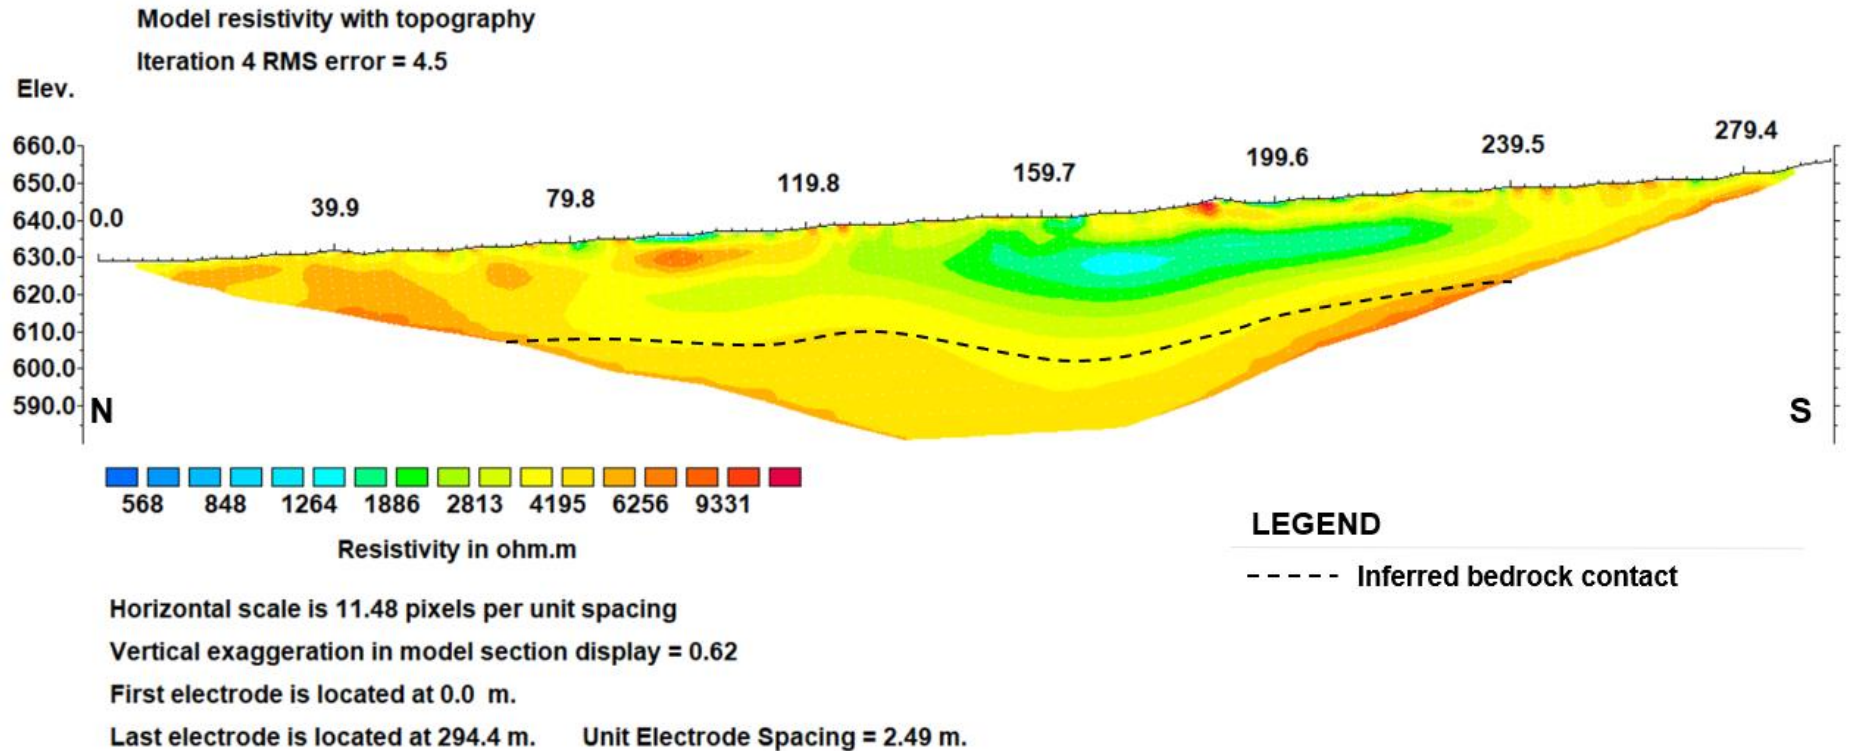 Model resistivity with topography
Iteration 4 RMS error = 4.5
Elev.
660.0
650.0
640.0
630.0
620.0
610.0
600.0
590.0
0.0
39.9
79.8
119.8
159.7
199.6
239.5
279.4
N
S
568 848 1264 1886 2813 4195 6256 9331
Resistivity in ohm.m
LEGEND
Inferred bedrock contact
Horizontal scale is 11.48 pixels per unit spacing
Vertical exaggeration in model section display = 0.62
First electrode is located at 0.0 m.
Last electrode is located at 294.4 m. Unit Electrode Spacing = 2.49 m.